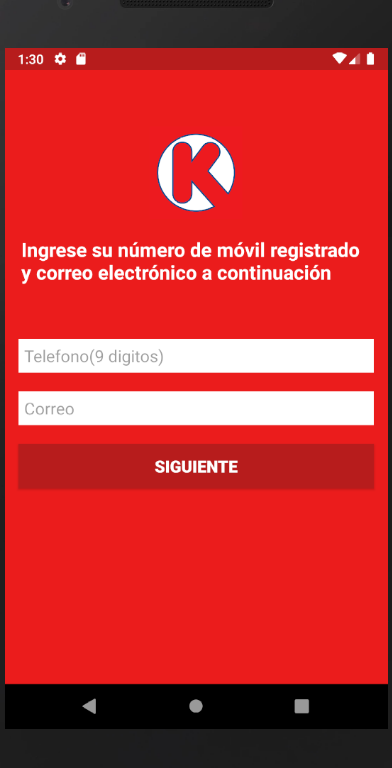 1:30
K
Ingrese su número de móvil registrado
y correo electrónico a continuación
Telefono(9 digitos)
Correo
SIGUIENTE